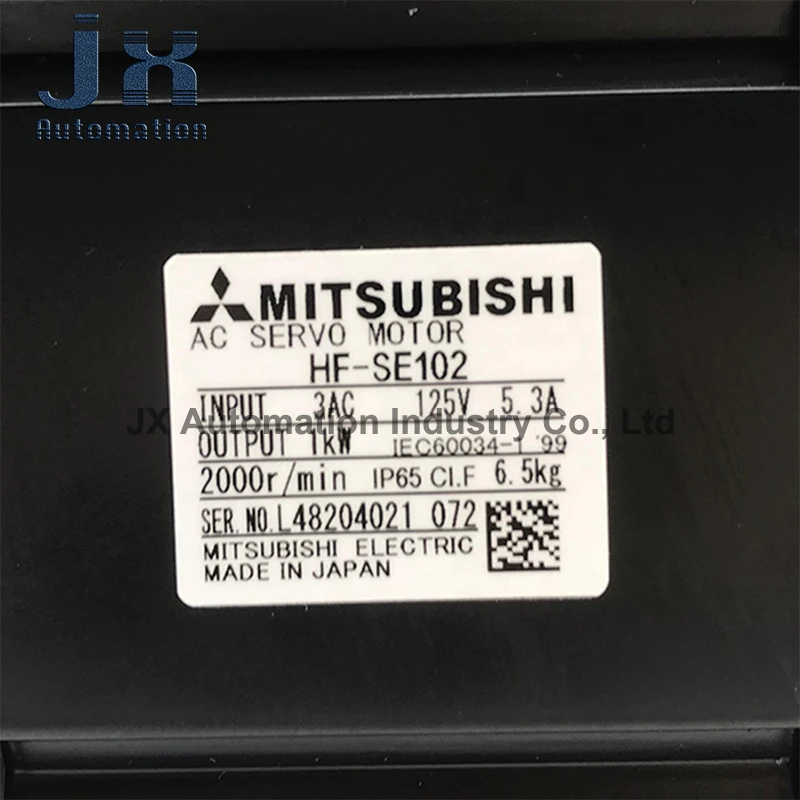 JX
Automation
MITSUBISHI
AC SERVO MOTOR
HF-SE102
INPUT 3AC 125V 5.3A
JX Automation Industry Co., Ltd
OUTPUT 1kW IEC60034-1 '99
2000r/min IP65 CI.F 6.5kg
SER.NO.L48204021 072
MITSUBISHI ELECTRIC
MADE IN JAPAN